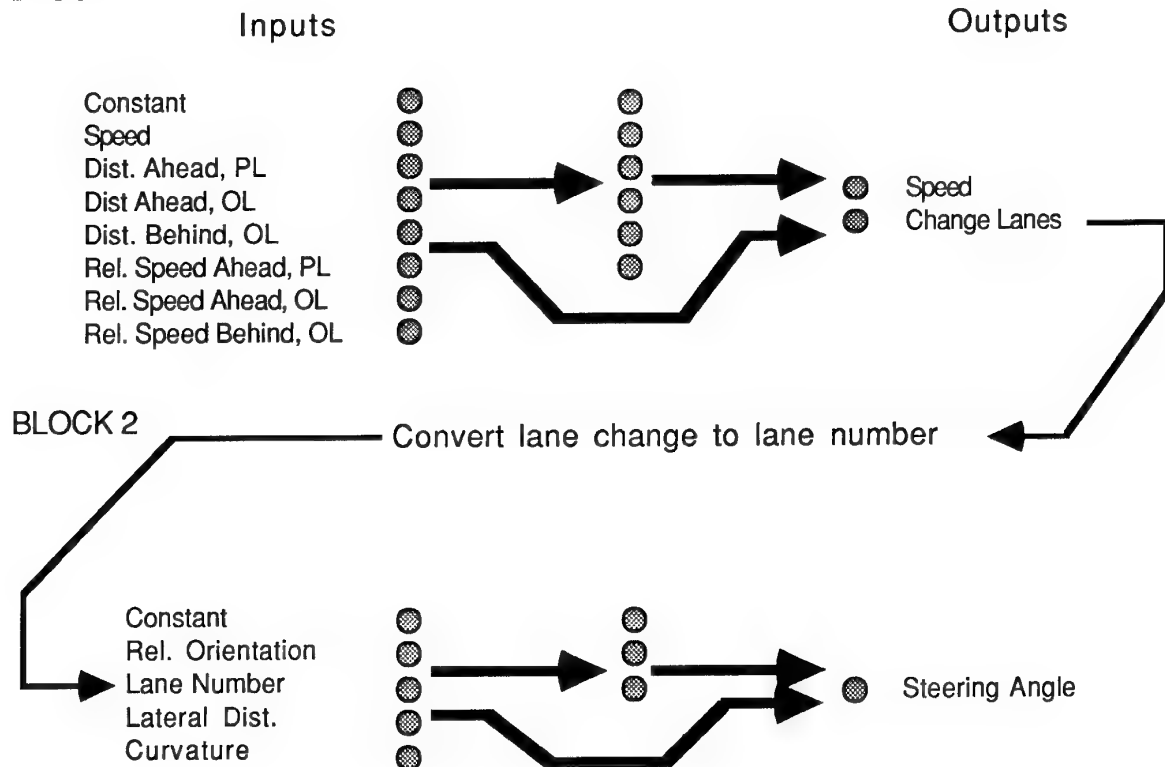 Inputs
Outputs
Constant
Speed
Dist. Ahead, PL
Dist Ahead, OL
Dist. Behind, OL
Rel. Speed Ahead, PL
Rel. Speed Ahead, OL
Rel. Speed Behind, OL
Speed
Change Lanes
BLOCK 2
Convert lane change to lane number
Constant
Rel. Orientation
Lane Number
Lateral Dist.
Curvature
Steering Angle